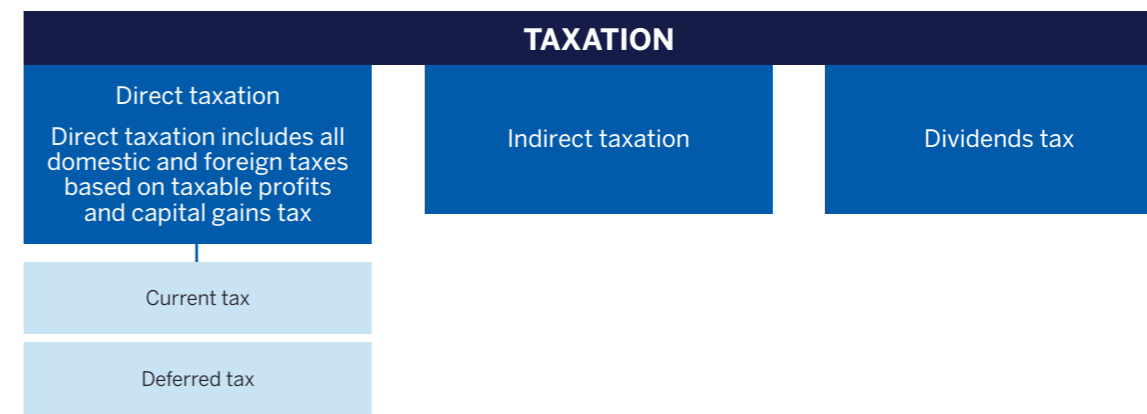 TAXATION
Direct taxation
Direct taxation includes all
domestic and foreign taxes
based on taxable profits
and capital gains tax
Indirect taxation
Dividends tax
Current tax
Deferred tax